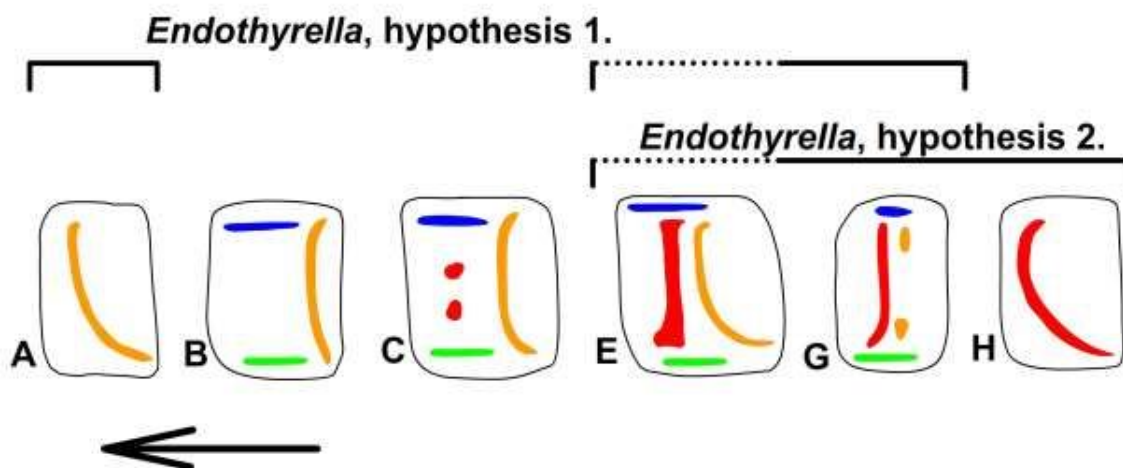 Endothyrella, hypothesis 1.
Endothyrella, hypothesis 2.
A B C E G H